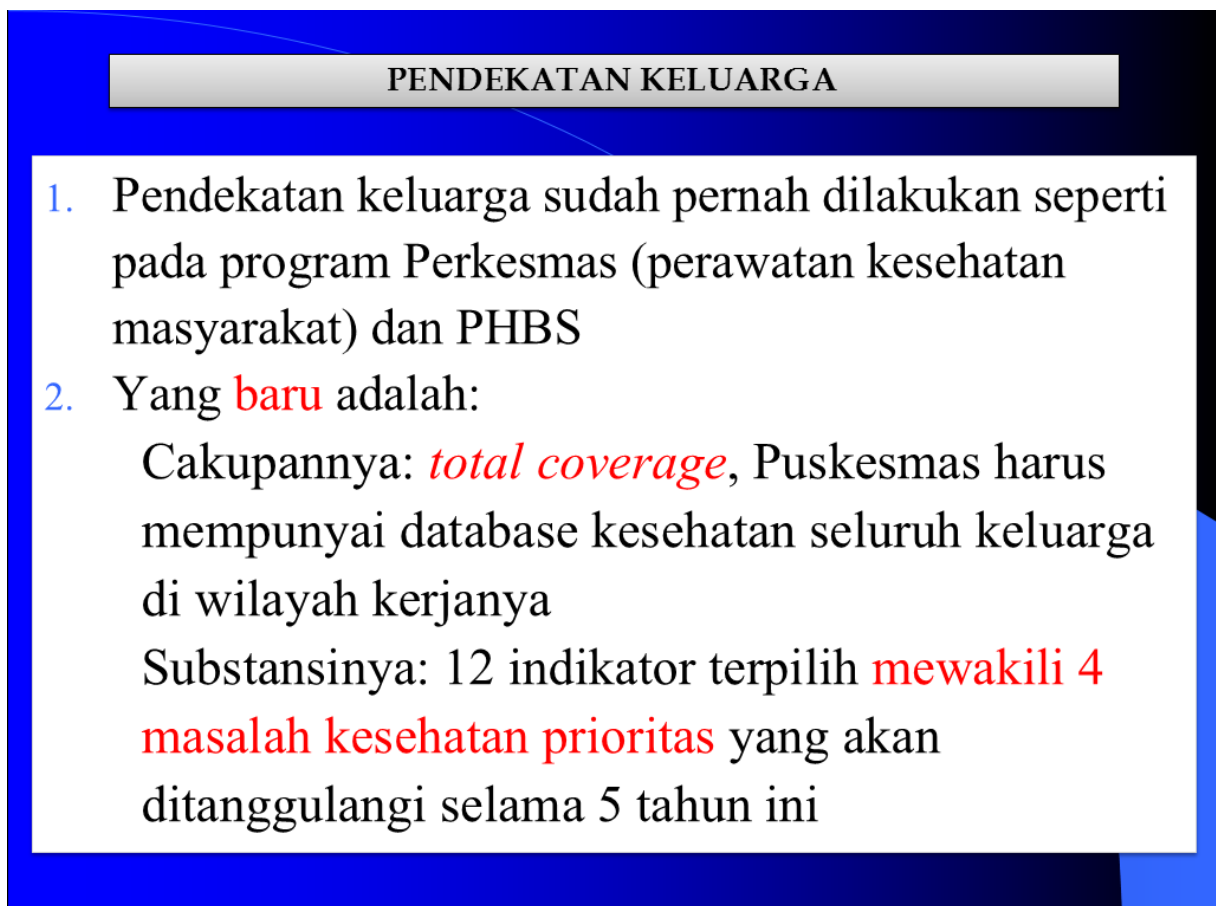 PENDEKATAN KELUARGA
1. Pendekatan keluarga sudah pernah dilakukan seperti
pada program Perkesmas (perawatan kesehatan
masyarakat) dan PHBS
2. Yang baru adalah:
Cakupannya: total coverage, Puskesmas harus
mempunyai database kesehatan seluruh keluarga
di wilayah kerjanya
Substansinya: 12 indikator terpilih mewakili 4
masalah kesehatan prioritas yang akan
ditanggulangi selama 5 tahun ini